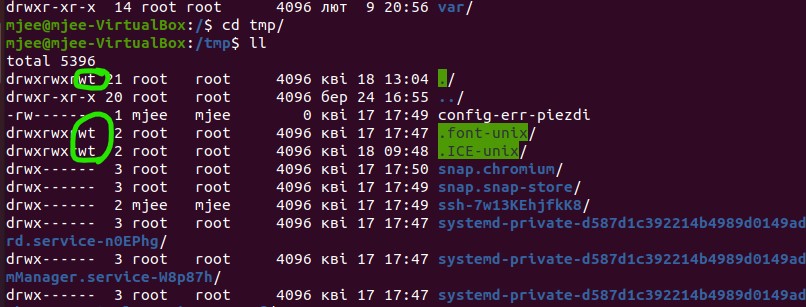 drwxr-xr-x  14 root root   4096 лют  9 20:56 var/
mjee@mjee-VirtualBox:/$ cd tmp/
mjee@mjee-VirtualBox:/tmp$ ll
total 5396
drwxrwxrwt 21 root   root   4096 кві 18 13:04 ./
drwxr-xr-x 20 root   root   4096 бер 24 16:55 ../
-rw-------  1 mjee   mjee      0 кві 17 17:49 config-err-piezdi
drwxrwxrwt  2 root   root   4096 кві 17 17:47 .font-unix/
drwxrwxrwt  2 root   root   4096 кві 18 09:48 .ICE-unix/
drwx------  3 root   root   4096 кві 17 17:50 snap.chromium/
drwx------  3 root   root   4096 кві 17 17:49 snap.snap-store/
drwx------  2 mjee   mjee   4096 кві 17 17:49 ssh-7w13KEhjfkK8/
drwx------  3 root   root   4096 кві 17 17:47 systemd-private-d587d1c392214b4989d0149ad
rd.service-n0EPhg/
drwx------  3 root   root   4096 кві 17 17:47 systemd-private-d587d1c392214b4989d0149ad
mManager.service-W8p87h/
drwx------  3 root   root   4096 кві 17 17:47 systemd-private-d587d1c392214b4989d0149ad